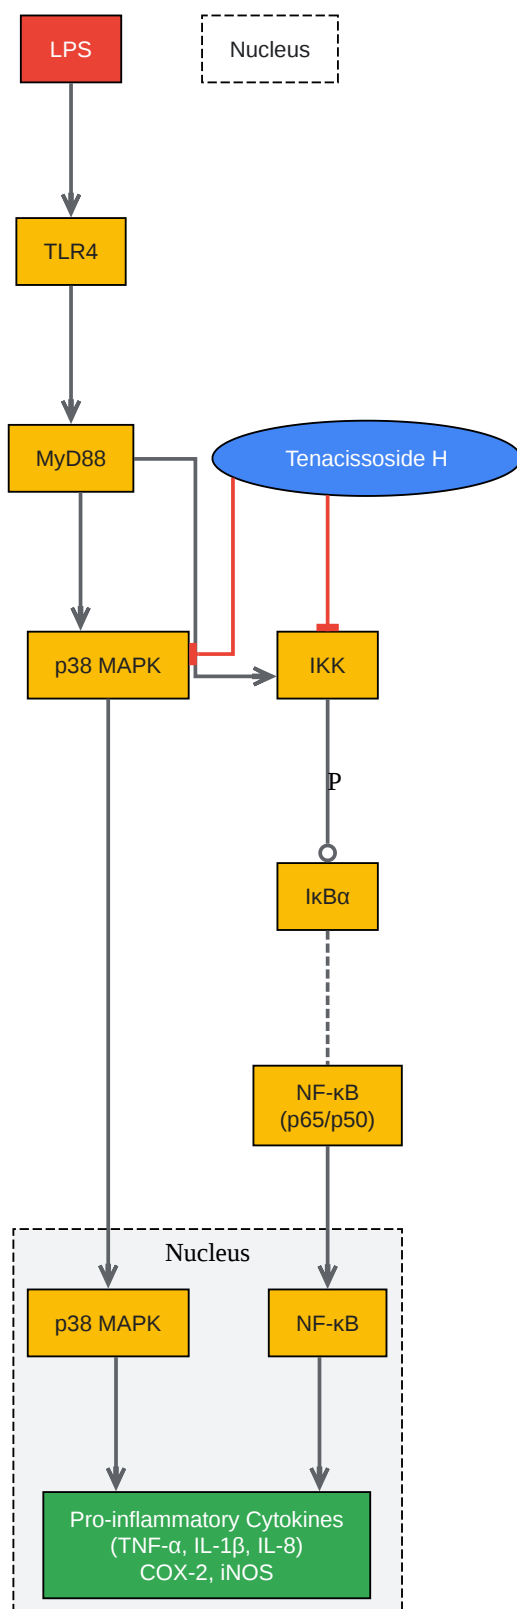 LPS
Nucleus
TLR4
MyD88
Tenacissoside H
p38 MAPK
IKK
P
IκBα
NF-κB
(p65/p50)
Nucleus
p38 MAPK
NF-κB
Pro-inflammatory Cytokines
(TNF-α, IL-1β, IL-8)
COX-2, iNOS